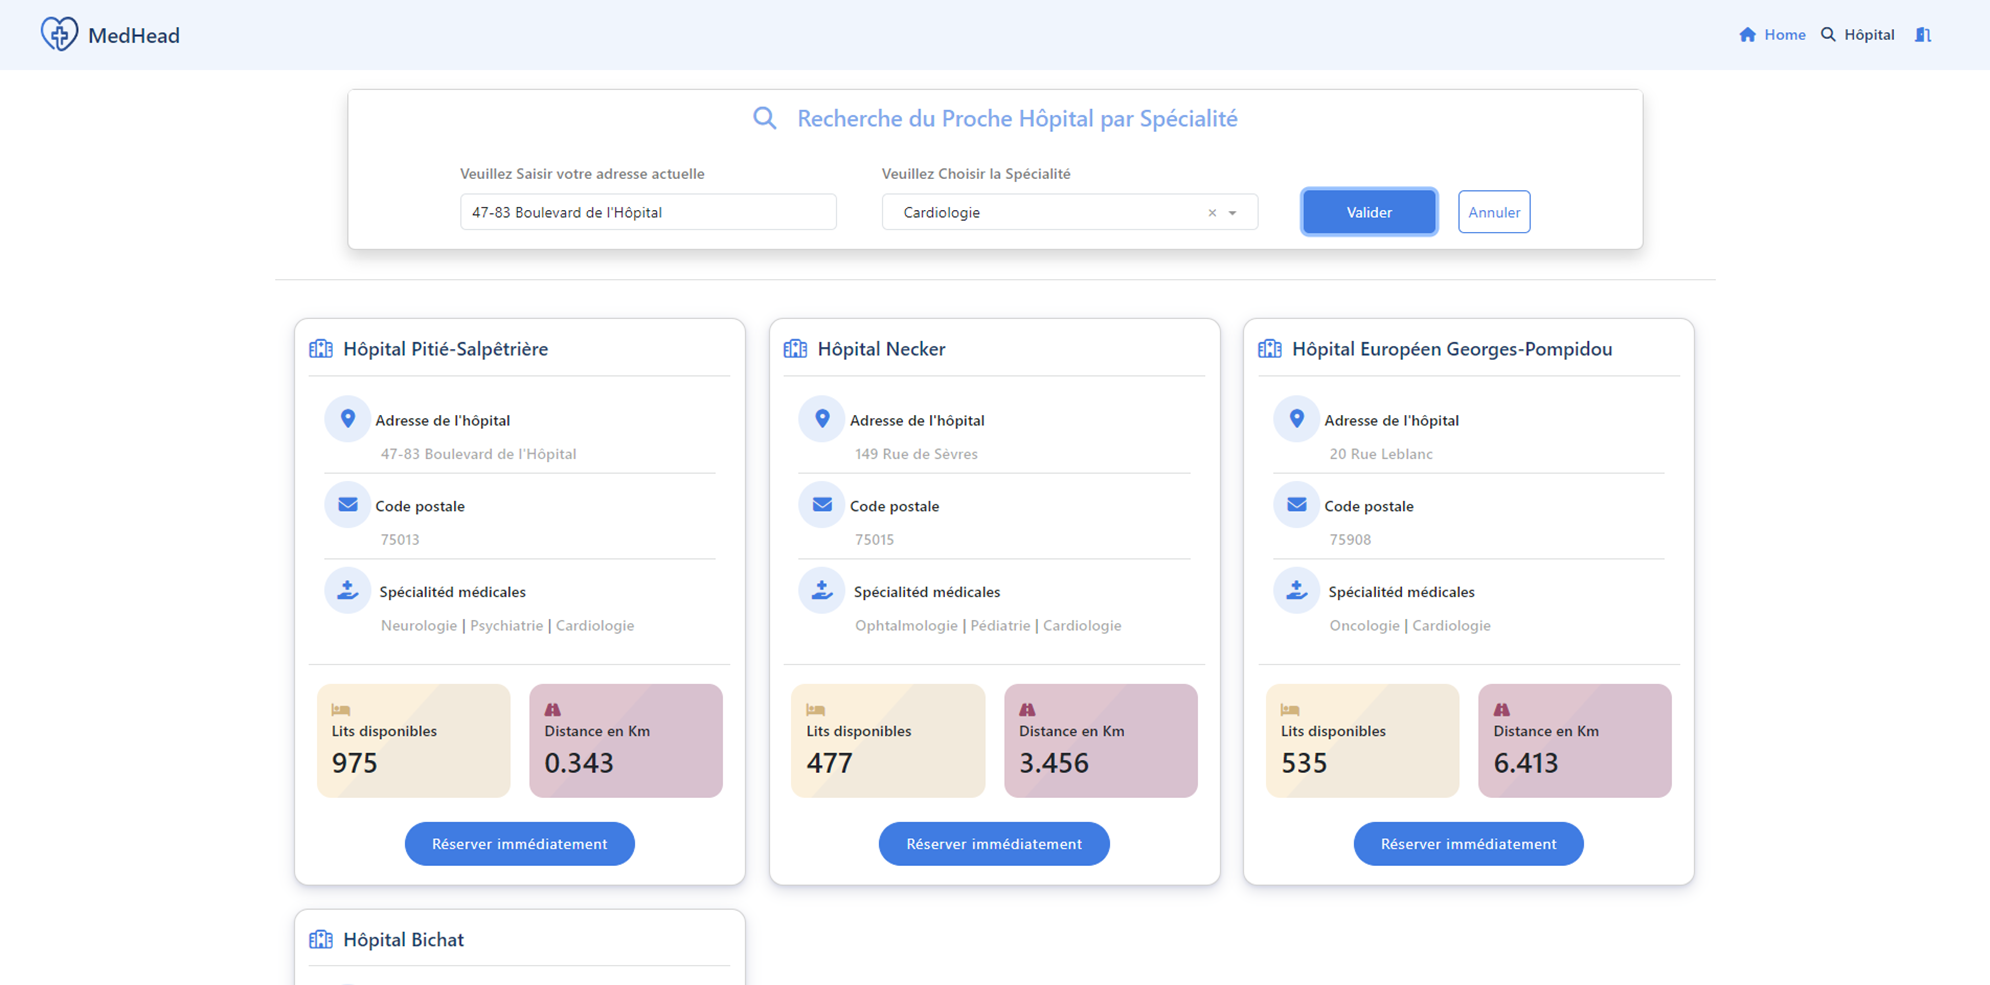 MedHead
Home Hôpital
Recherche du Proche Hôpital par Spécialité
Veuillez Saisir votre adresse actuelle
47-83 Boulevard de l'Hôpital
Veuillez Choisir la Spécialité
Cardiologie ×
Valider
Annuler
Hôpital Pitié-Salpêtrière
Adresse de l'hôpital
47-83 Boulevard de l'Hôpital
Code postale
75013
Spécialitéd médicales
Neurologie | Psychiatrie | Cardiologie
Lits disponibles
975
Distance en Km
0.343
Réserver immédiatement
Hôpital Necker
Adresse de l'hôpital
149 Rue de Sèvres
Code postale
75015
Spécialitéd médicales
Ophtalmologie | Pédiatrie | Cardiologie
Lits disponibles
477
Distance en Km
3.456
Réserver immédiatement
Hôpital Européen Georges-Pompidou
Adresse de l'hôpital
20 Rue Leblanc
Code postale
75908
Spécialitéd médicales
Oncologie | Cardiologie
Lits disponibles
535
Distance en Km
6.413
Réserver immédiatement
Hôpital Bichat